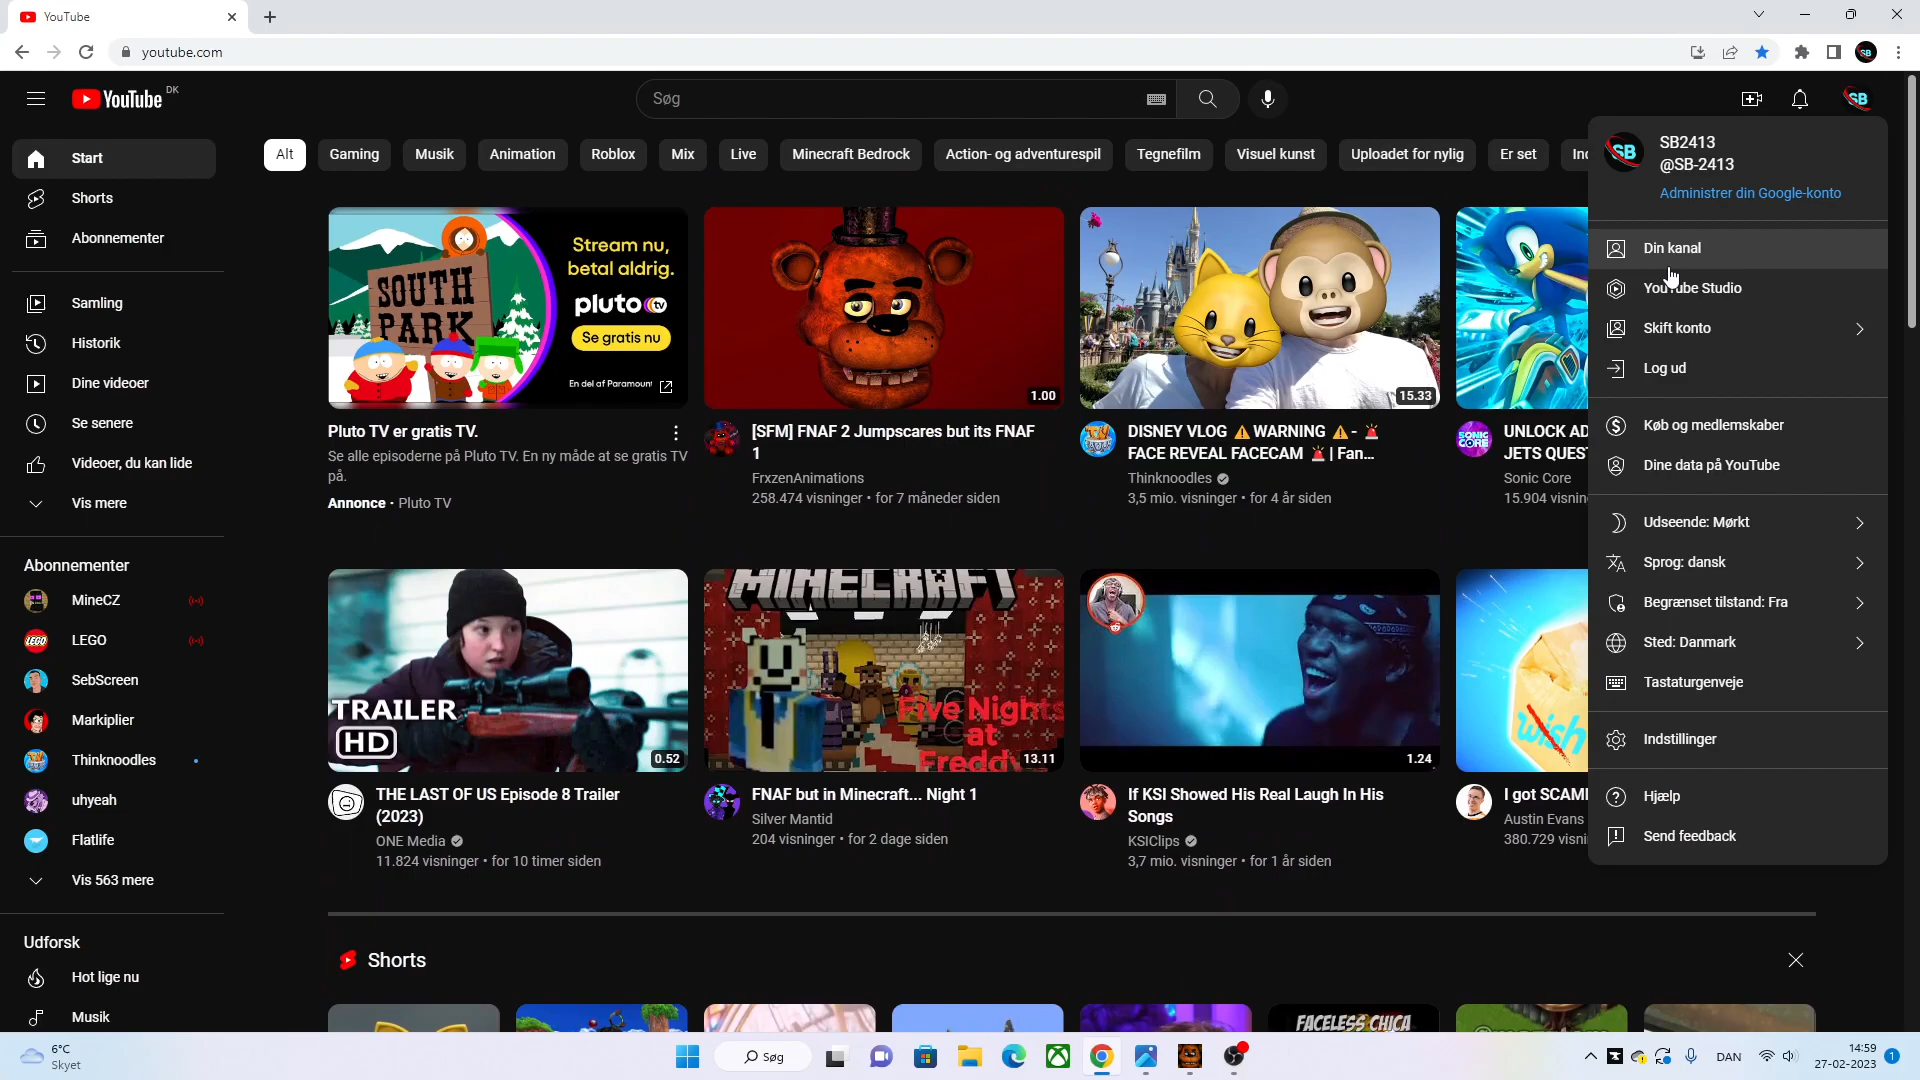 YouTube
youtube.com
SB
YouTube DK
Søg
SB
Start
Shorts
Abonnementer
Samling
Historik
Dine videoer
Se senere
Videoer, du kan lide
Vis mere
Abonnementer
MineCZ
LEGO
SebScreen
Markiplier
Thinknoodles
uhyeah
Flatlife
Vis 563 mere
Udforsk
Hot lige nu
Musik
Alt
Gaming
Musik
Animation
Roblox
Mix
Live
Minecraft Bedrock
Action- og adventurespil
Tegnefilm
Visuel kunst
Uploadet for nylig
Er set
SOUTH
PARK
Stream nu,
betal aldrig.
pluto tv
Se gratis nu
En del af Paramount
Pluto TV er gratis TV.
Se alle episoderne på Pluto TV. En ny måde at se gratis TV
på.
Annonce · Pluto TV
1.00
[SFM] FNAF 2 Jumpscares but its FNAF
1
FrxzenAnimations
258.474 visninger · for 7 måneder siden
15.33
DISNEY VLOG ⚠WARNING ⚠- 🚨
FACE REVEAL FACECAM 🚨 | Fan...
Thinknoodles
3,5 mio. visninger · for 4 år siden
SONIC
CORE
UNLOCK AD
JETS QUES
Sonic Core
15.904 visnin
TRAILER
HD
0.52
THE LAST OF US Episode 8 Trailer
(2023)
ONE Media
11.824 visninger · for 10 timer siden
MINECRAFT
Five Nights
at
Freddy
13.11
FNAF but in Minecraft... Night 1
Silver Mantid
204 visninger · for 2 dage siden
1.24
If KSI Showed His Real Laugh In His
Songs
KSIClips
3,7 mio. visninger · for 1 år siden
wish
I got SCAM
Austin Evans
380.729 visni
Shorts
FACELESS CHICA
SB
SB2413
@SB-2413
Administrer din Google-konto
Din kanal
YouTube Studio
Skift konto
Log ud
Køb og medlemskaber
Dine data på YouTube
Udseende: Mørkt
Sprog: dansk
Begrænset tilstand: Fra
Sted: Danmark
Tastaturgenveje
Indstillinger
Hjælp
Send feedback
6°C
Skyet
Søg
DAN
14:59
27-02-2023
1